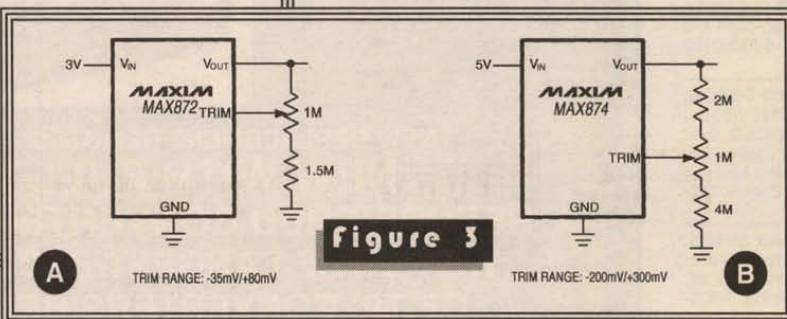 3V
VIN
VOUT
MAXIM
MAX872
TRIM
1M
1.5M
GND
A
TRIM RANGE: -35mV/+80mV
Figure 3
5V
VIN
VOUT
MAXIM
MAX874
2M
TRIM
1M
4M
GND
TRIM RANGE: -200mV/+300mV
B